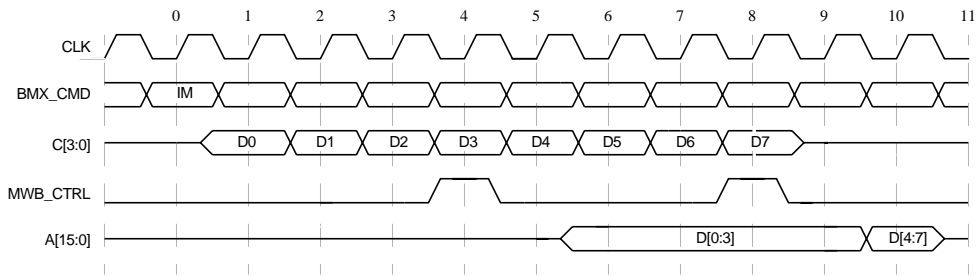 0 1 2 3 4 5 6 7 8 9 10 11
CLK
BMX_CMD IM
C[3:0] D0 D1 D2 D3 D4 D5 D6 D7
MWB_CTRL
A[15:0] D[0:3] D[4:7]